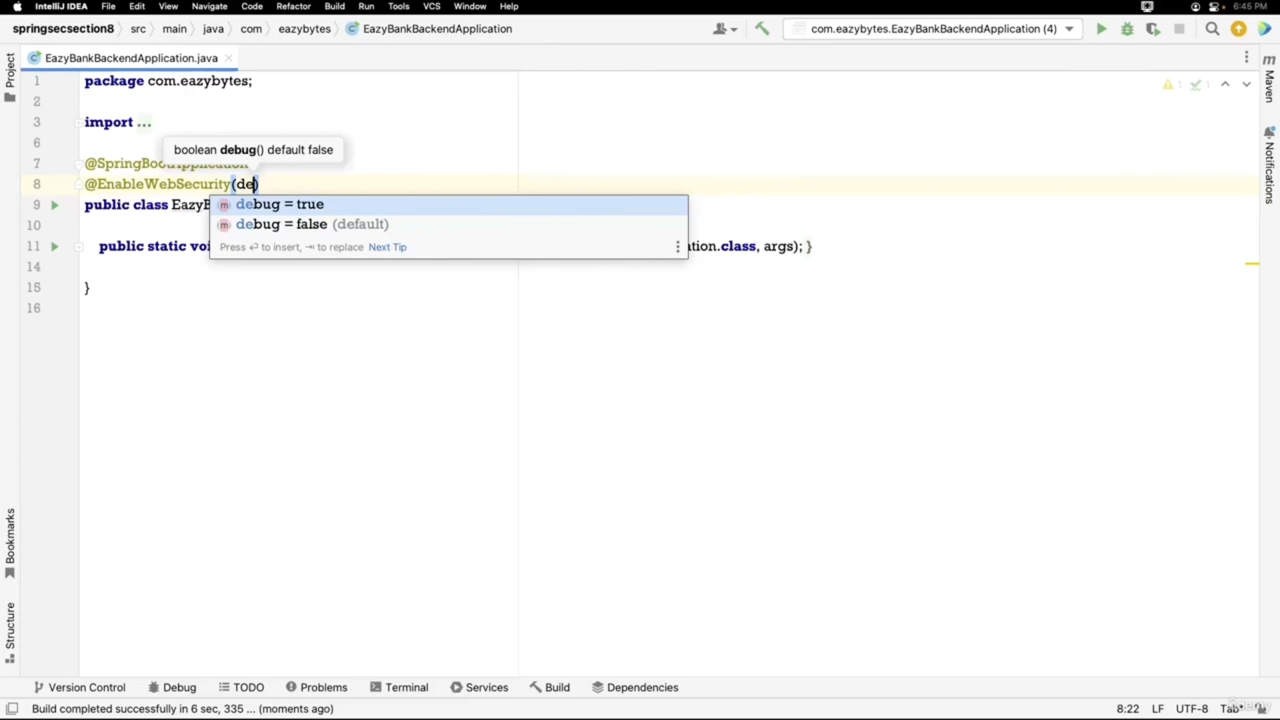 IntelliJ IDEA File Edit View Navigate Code Refactor Build Run Tools VCS Window Help 6:45 PM
springsecsection8 src main java com eazybytes EazyBankBackendApplication com.eazybytes.EazyBankBackendApplication (4)
Project
EazyBankBackendApplication.java
Maven
Notifications
1 package com.eazybytes;
1 1
2
3 import ...
6
boolean debug() default false
7 @SpringBootApplication
8 @EnableWebSecurity(de)
9 public class EazyB
debug = true
10
debug = false (default)
11 public static voi ation.class, args); }
Press ⏎ to insert, ⇥ to replace Next Tip
14
15 }
16
Bookmarks
Structure
Version Control Debug TODO Problems Terminal Services Build Dependencies
Build completed successfully in 6 sec, 335 ... (moments ago) 8:22 LF UTF-8 Tab*